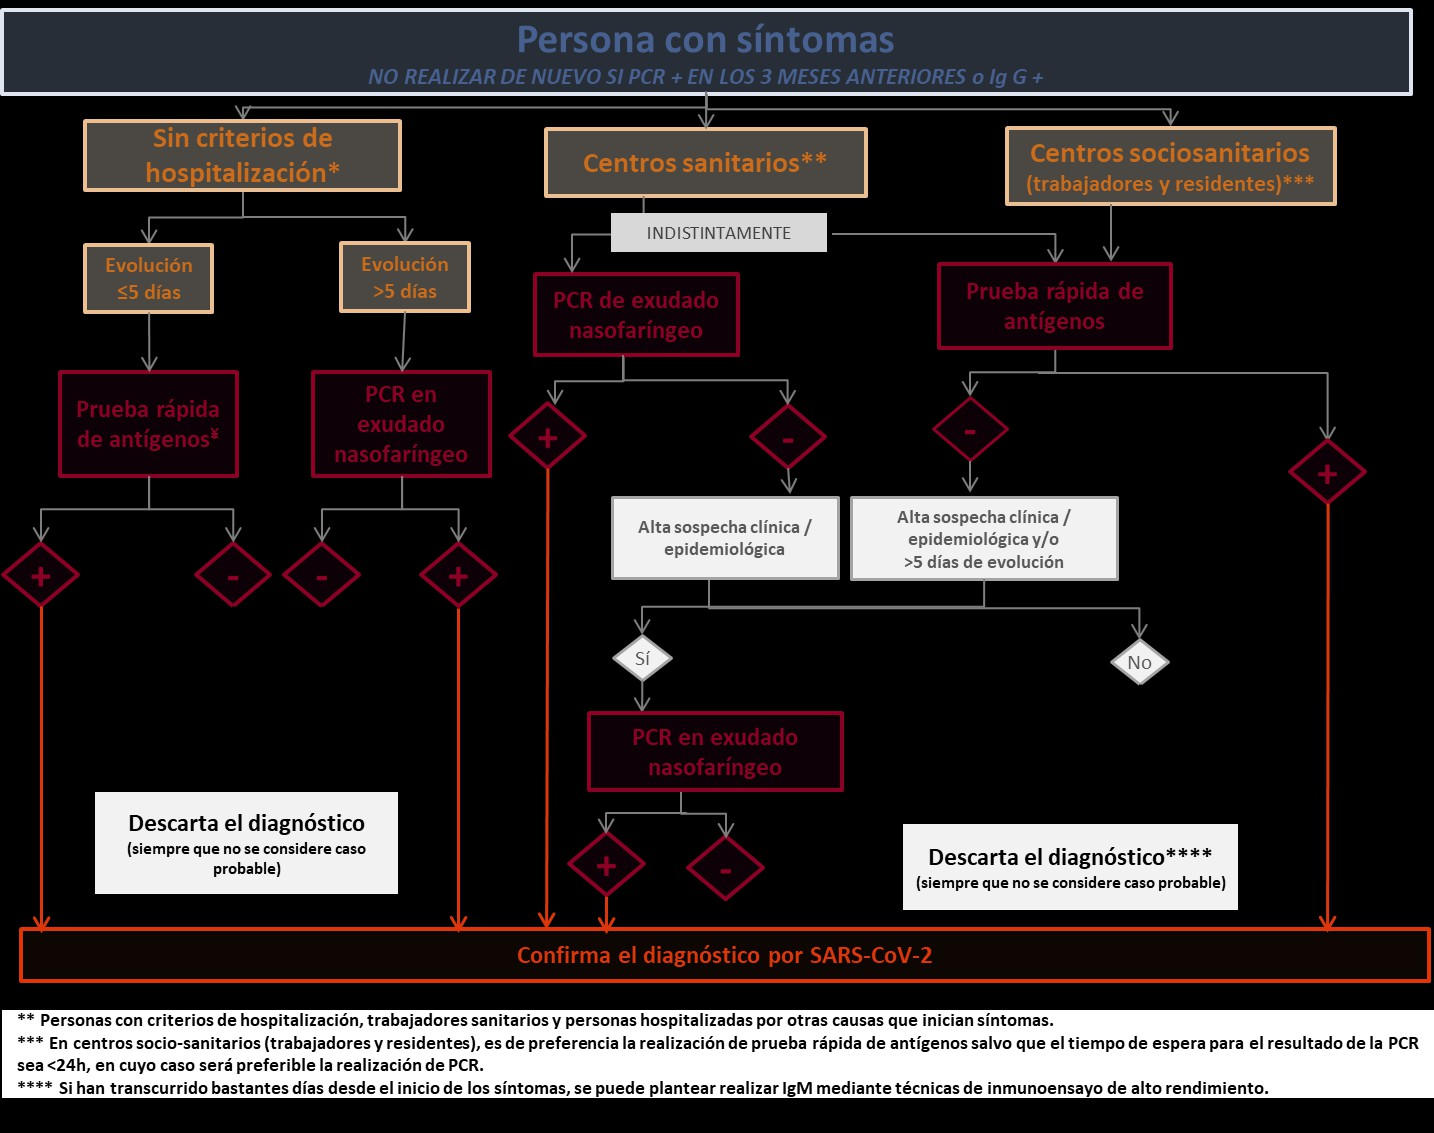 Persona con síntomas
NO REALIZAR DE NUEVO SI PCR + EN LOS 3 MESES ANTERIORES o Ig G +
Sin criterios de
hospitalización*
Centros sanitarios**
Centros sociosanitarios
(trabajadores y residentes)***
INDISTINTAMENTE
Evolución
≤5 días
Evolución
>5 días
PCR de exudado
nasofaríngeo
Prueba rápida de
antígenos
Prueba rápida
de antígenos¥
PCR en
exudado
nasofaríngeo
+
-
-
+
+
-
-
+
Alta sospecha clínica /
epidemiológica
Alta sospecha clínica /
epidemiológica y/o
>5 días de evolución
Sí
No
PCR en exudado
nasofaríngeo
+
-
Descarta el diagnóstico
(siempre que no se considere caso
probable)
Descarta el diagnóstico****
(siempre que no se considere caso probable)
Confirma el diagnóstico por SARS-CoV-2
** Personas con criterios de hospitalización, trabajadores sanitarios y personas hospitalizadas por otras causas que inician síntomas.
*** En centros socio-sanitarios (trabajadores y residentes), es de preferencia la realización de prueba rápida de antígenos salvo que el tiempo de espera para el resultado de la PCR
sea <24h, en cuyo caso será preferible la realización de PCR.
**** Si han transcurrido bastantes días desde el inicio de los síntomas, se puede plantear realizar IgM mediante técnicas de inmunoensayo de alto rendimiento.